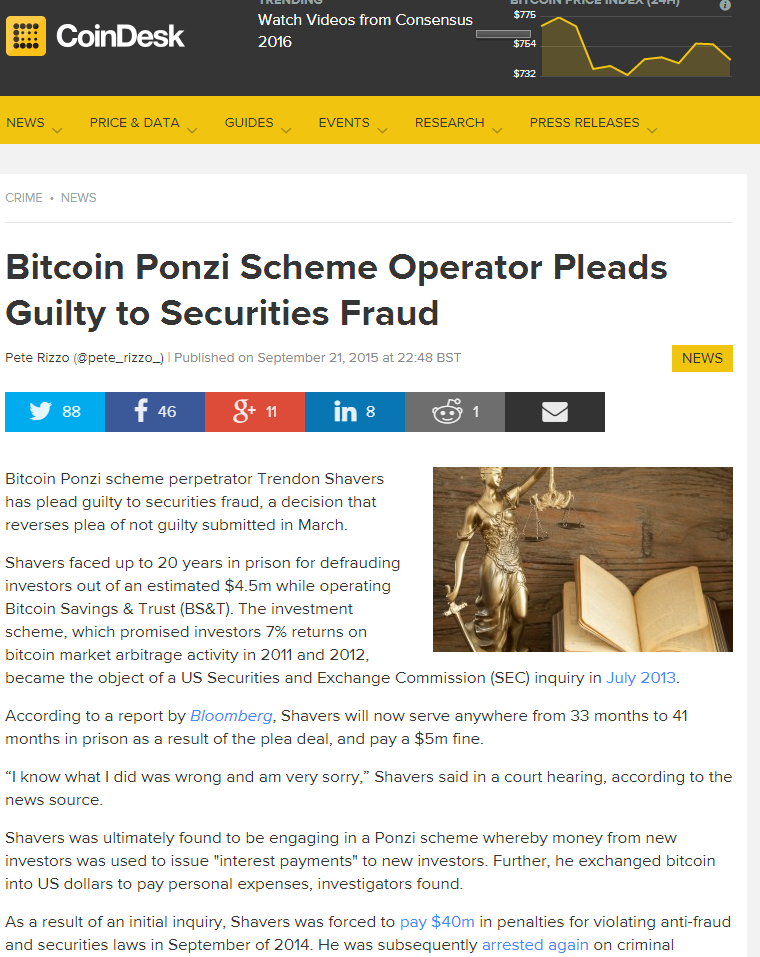 TRENDING
BITCOIN PRICE INDEX (24H)
CoinDesk
Watch Videos from Consensus
2016
$775
$754
$732
NEWS PRICE & DATA GUIDES EVENTS RESEARCH PRESS RELEASES
CRIME • NEWS
Bitcoin Ponzi Scheme Operator Pleads
Guilty to Securities Fraud
Pete Rizzo (@pete_rizzo_) | Published on September 21, 2015 at 22:48 BST
NEWS
88 46 11 8 1
Bitcoin Ponzi scheme perpetrator Trendon Shavers
has plead guilty to securities fraud, a decision that
reverses plea of not guilty submitted in March.
Shavers faced up to 20 years in prison for defrauding
investors out of an estimated $4.5m while operating
Bitcoin Savings & Trust (BS&T). The investment
scheme, which promised investors 7% returns on
bitcoin market arbitrage activity in 2011 and 2012,
became the object of a US Securities and Exchange Commission (SEC) inquiry in July 2013.
According to a report by Bloomberg, Shavers will now serve anywhere from 33 months to 41
months in prison as a result of the plea deal, and pay a $5m fine.
“I know what I did was wrong and am very sorry,” Shavers said in a court hearing, according to the
news source.
Shavers was ultimately found to be engaging in a Ponzi scheme whereby money from new
investors was used to issue "interest payments" to new investors. Further, he exchanged bitcoin
into US dollars to pay personal expenses, investigators found.
As a result of an initial inquiry, Shavers was forced to pay $40m in penalties for violating anti-fraud
and securities laws in September of 2014. He was subsequently arrested again on criminal